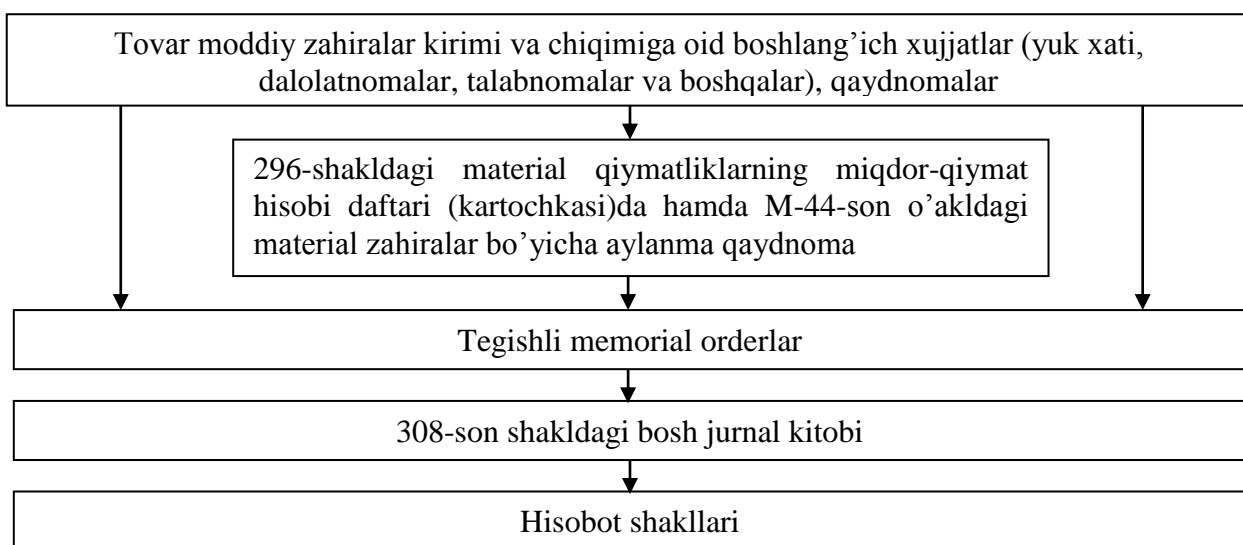 Tovar moddiy zahiralar kirimi va chiqimiga oid boshlang’ich xujjatlar (yuk xati,
dalolatnomalar, talabnomalar va boshqalar), qaydnomalar
296-shakldagi material qiymatliklarning miqdor-qiymat
hisobi daftari (kartochkasi)da hamda M-44-son o’akldagi
material zahiralar bo’yicha aylanma qaydnoma
Tegishli memorial orderlar
308-son shakldagi bosh jurnal kitobi
Hisobot shakllari